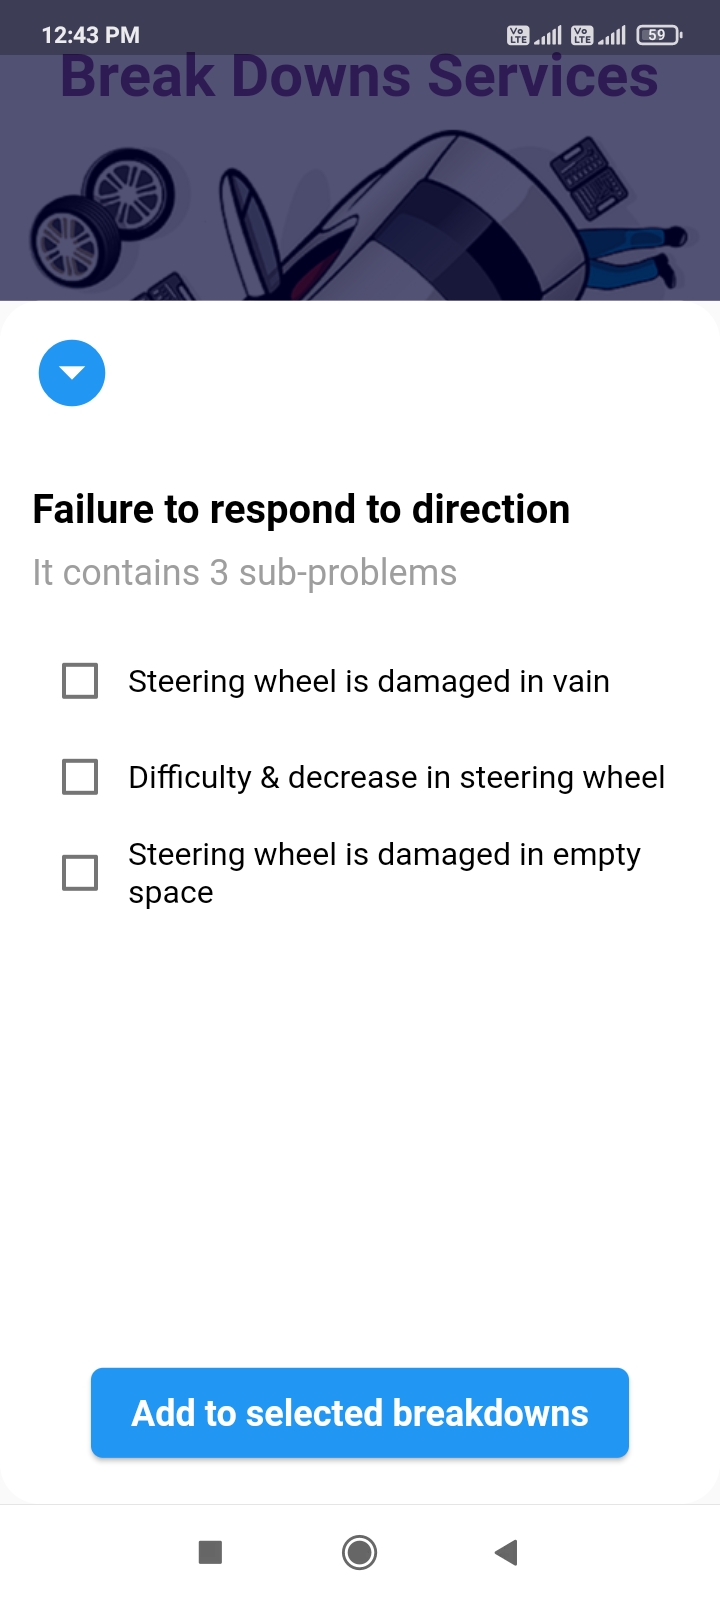 12:43 PM
Vo LTE Vo LTE 59
Break Downs Services
Failure to respond to direction
It contains 3 sub-problems
Steering wheel is damaged in vain
Difficulty & decrease in steering wheel
Steering wheel is damaged in empty
space
Add to selected breakdowns